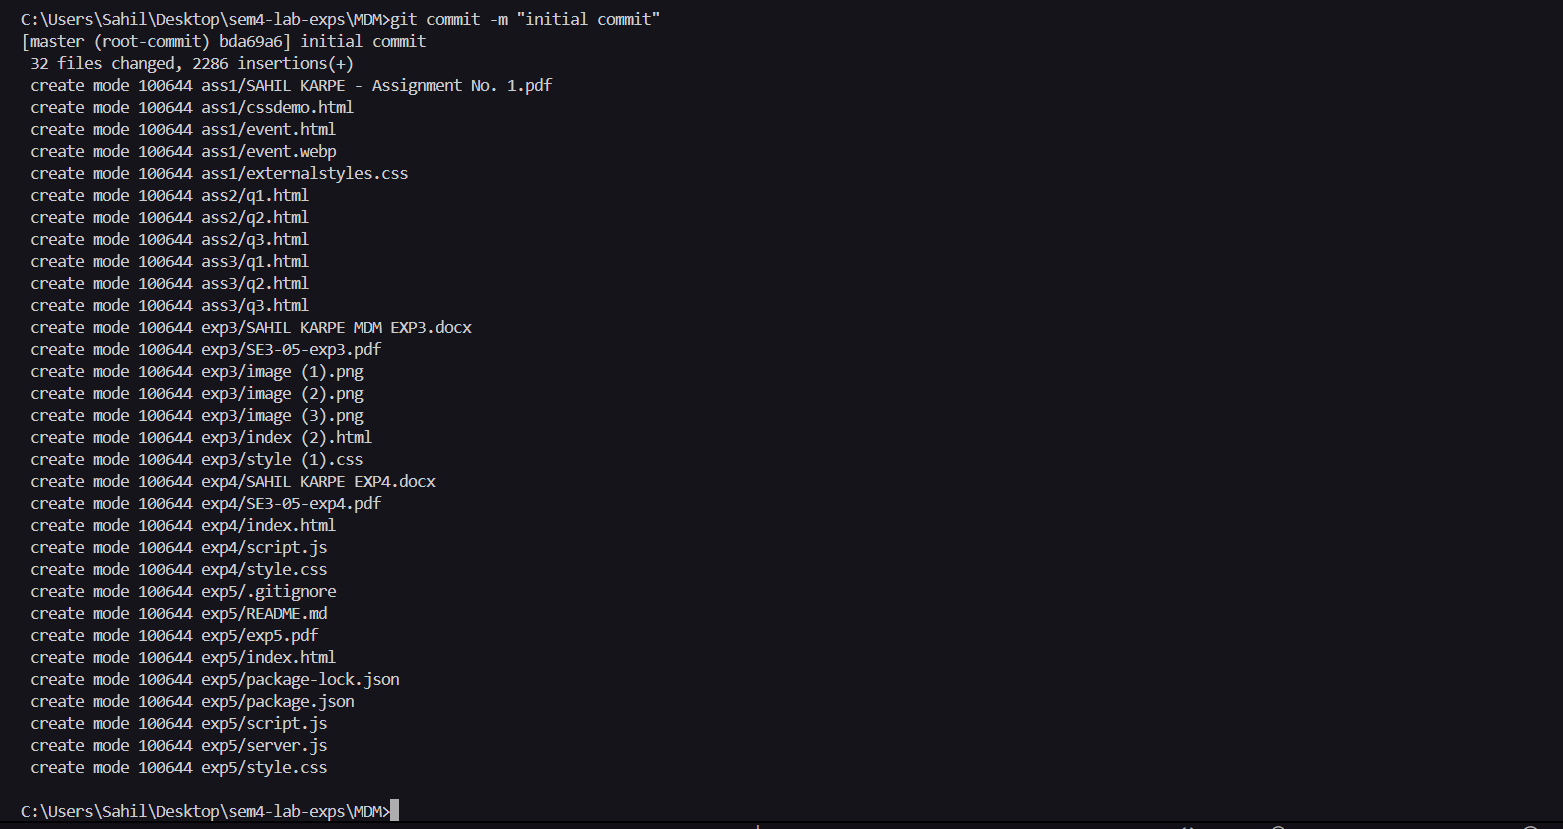 C:\Users\Sahil\Desktop\sem4-lab-exps\MDM>git commit -m "initial commit"
[master (root-commit) bda69a6] initial commit
 32 files changed, 2286 insertions(+)
 create mode 100644 ass1/SAHIL KARPE - Assignment No. 1.pdf
 create mode 100644 ass1/cssdemo.html
 create mode 100644 ass1/event.html
 create mode 100644 ass1/event.webp
 create mode 100644 ass1/externalstyles.css
 create mode 100644 ass2/q1.html
 create mode 100644 ass2/q2.html
 create mode 100644 ass2/q3.html
 create mode 100644 ass3/q1.html
 create mode 100644 ass3/q2.html
 create mode 100644 ass3/q3.html
 create mode 100644 exp3/SAHIL KARPE MDM EXP3.docx
 create mode 100644 exp3/SE3-05-exp3.pdf
 create mode 100644 exp3/image (1).png
 create mode 100644 exp3/image (2).png
 create mode 100644 exp3/image (3).png
 create mode 100644 exp3/index (2).html
 create mode 100644 exp3/style (1).css
 create mode 100644 exp4/SAHIL KARPE EXP4.docx
 create mode 100644 exp4/SE3-05-exp4.pdf
 create mode 100644 exp4/index.html
 create mode 100644 exp4/script.js
 create mode 100644 exp4/style.css
 create mode 100644 exp5/.gitignore
 create mode 100644 exp5/README.md
 create mode 100644 exp5/exp5.pdf
 create mode 100644 exp5/index.html
 create mode 100644 exp5/package-lock.json
 create mode 100644 exp5/package.json
 create mode 100644 exp5/script.js
 create mode 100644 exp5/server.js
 create mode 100644 exp5/style.css
C:\Users\Sahil\Desktop\sem4-lab-exps\MDM>